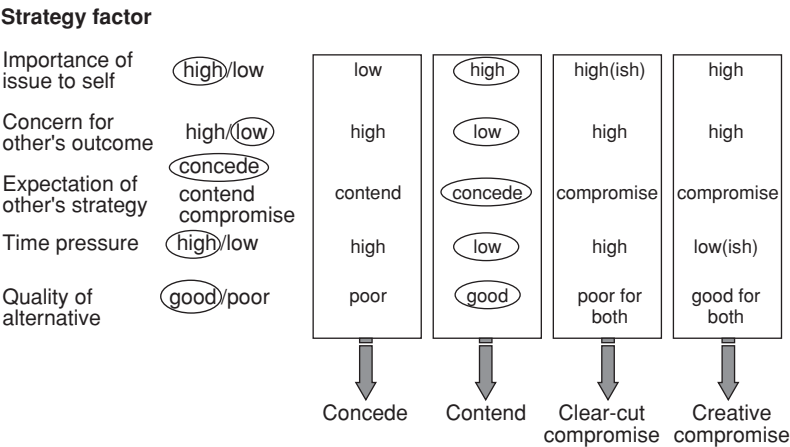 Strategy factor
Importance of
issue to self
high/low
low
high
high(ish)
high
Concern for
other's outcome
high/low
high
low
high
high
Expectation of
other's strategy
concede
contend
compromise
contend
concede
compromise
compromise
Time pressure
high/low
high
low
high
low(ish)
Quality of
alternative
good/poor
poor
good
poor for
both
good for
both
Concede
Contend
Clear-cut
compromise
Creative
compromise